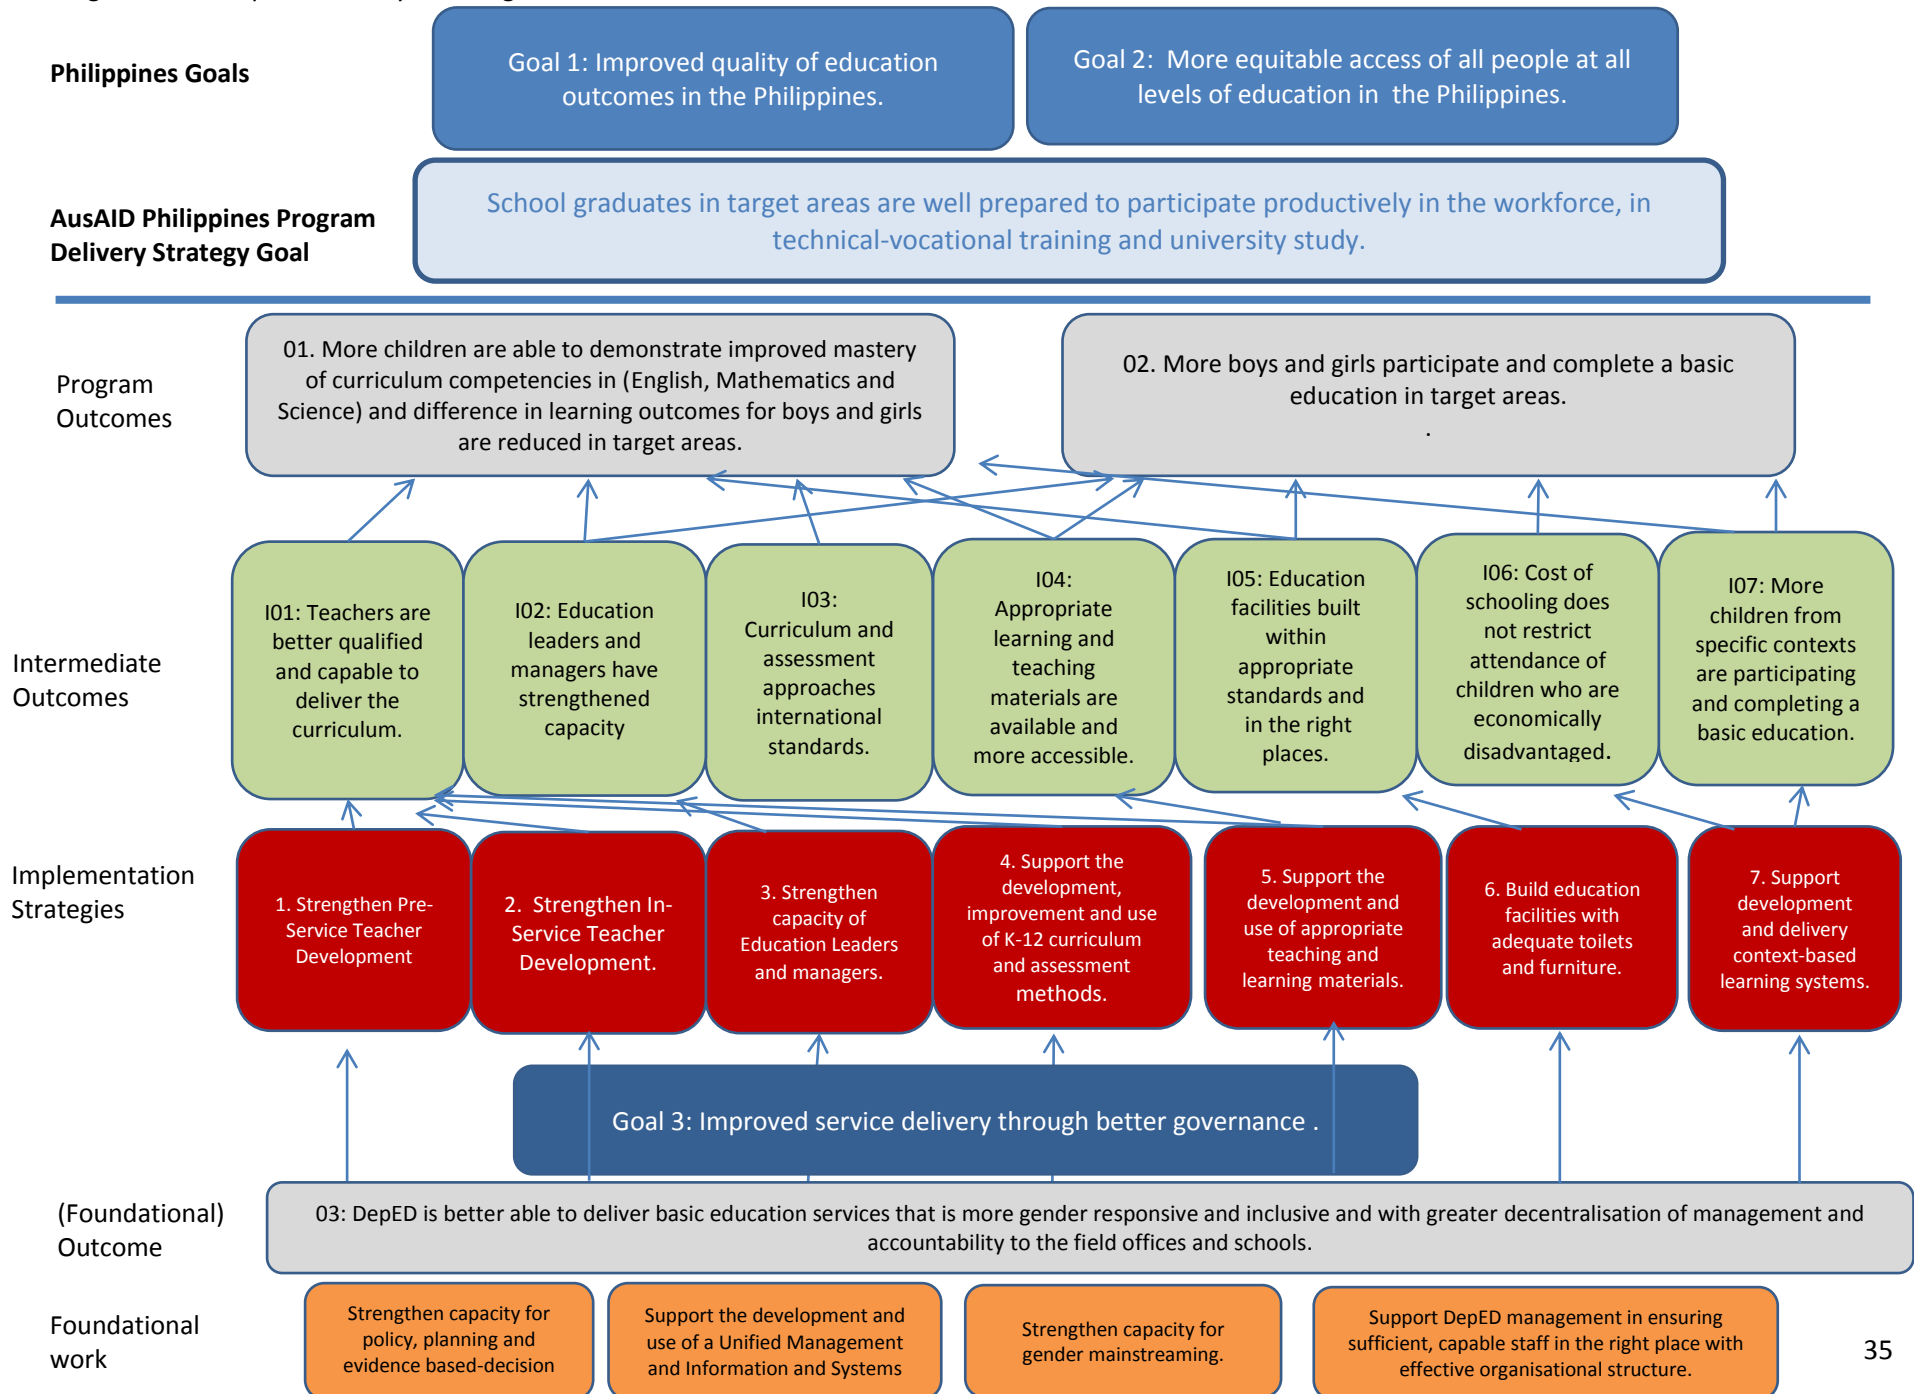 Philippines Goals
Goal 1: Improved quality of education
outcomes in the Philippines.
Goal 2:  More equitable access of all people at all
levels of education in  the Philippines.
AusAID Philippines Program
Delivery Strategy Goal
School graduates in target areas are well prepared to participate productively in the workforce, in
technical-vocational training and university study.
Program
Outcomes
01. More children are able to demonstrate improved mastery
of curriculum competencies in (English, Mathematics and
Science) and difference in learning outcomes for boys and girls
are reduced in target areas.
02. More boys and girls participate and complete a basic
education in target areas.
.
Intermediate
Outcomes
I01: Teachers are
better qualified
and capable to
deliver the
curriculum.
I02: Education
leaders and
managers have
strengthened
capacity
I03:
Curriculum and
assessment
approaches
international
standards.
I04:
Appropriate
learning and
teaching
materials are
available and
more accessible.
I05: Education
facilities built
within
appropriate
standards and
in the right
places.
I06: Cost of
schooling does
not restrict
attendance of
children who are
economically
disadvantaged.
I07: More
children from
specific contexts
are participating
and completing a
basic education.
Implementation
Strategies
1. Strengthen Pre-
Service Teacher
Development
2.  Strengthen In-
Service Teacher
Development.
3. Strengthen
capacity of
Education Leaders
and managers.
4. Support the
development,
improvement and use
of K-12 curriculum
and assessment
methods.
5. Support the
development and
use of appropriate
teaching and
learning materials.
6. Build education
facilities with
adequate toilets
and furniture.
7. Support
development
and delivery
context-based
learning systems.
Goal 3: Improved service delivery through better governance .
(Foundational)
Outcome
03: DepED is better able to deliver basic education services that is more gender responsive and inclusive and with greater decentralisation of management and
accountability to the field offices and schools.
Foundational
work
Strengthen capacity for
policy, planning and
evidence based-decision
Support the development and
use of a Unified Management
and Information and Systems
Strengthen capacity for
gender mainstreaming.
Support DepED management in ensuring
sufficient, capable staff in the right place with
effective organisational structure.
35